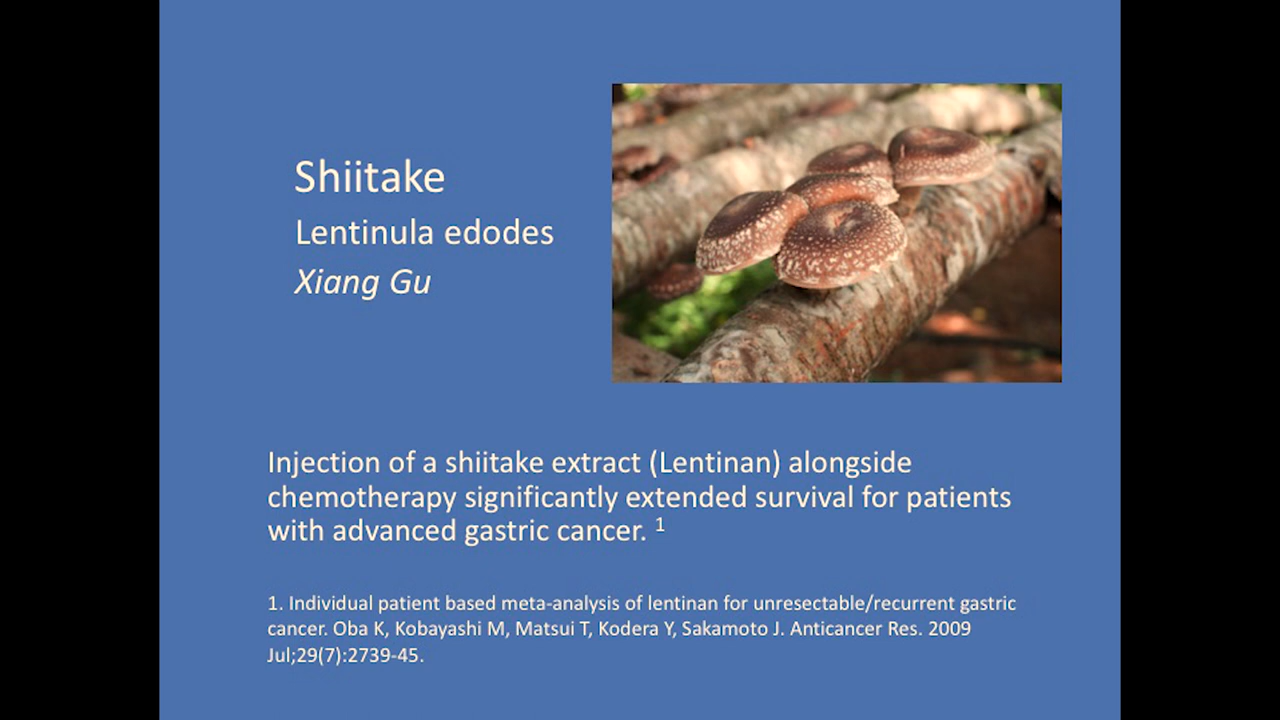 Shiitake
Lentinula edodes
Xiang Gu
Injection of a shiitake extract (Lentinan) alongside
chemotherapy significantly extended survival for patients
with advanced gastric cancer. 1
1. Individual patient based meta-analysis of lentinan for unresectable/recurrent gastric
cancer. Oba K, Kobayashi M, Matsui T, Kodera Y, Sakamoto J. Anticancer Res. 2009
Jul;29(7):2739-45.